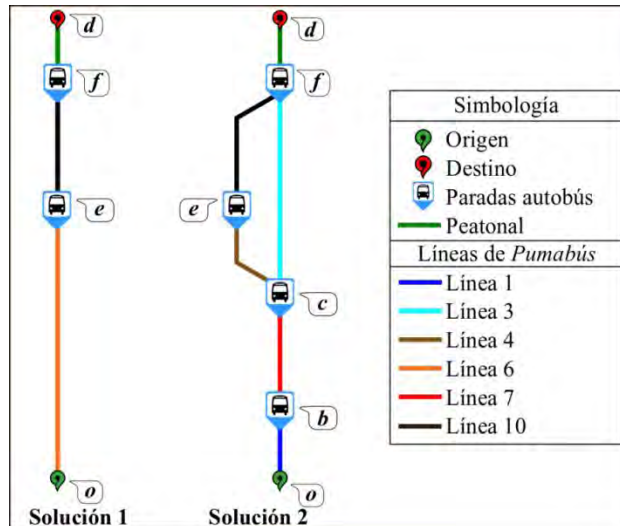 d
f
e
o
Solución 1
d
f
e
c
b
o
Solución 2
Simbología
Origen
Destino
Paradas autobús
Peatonal
Líneas de Pumabús
Línea 1
Línea 3
Línea 4
Línea 6
Línea 7
Línea 10